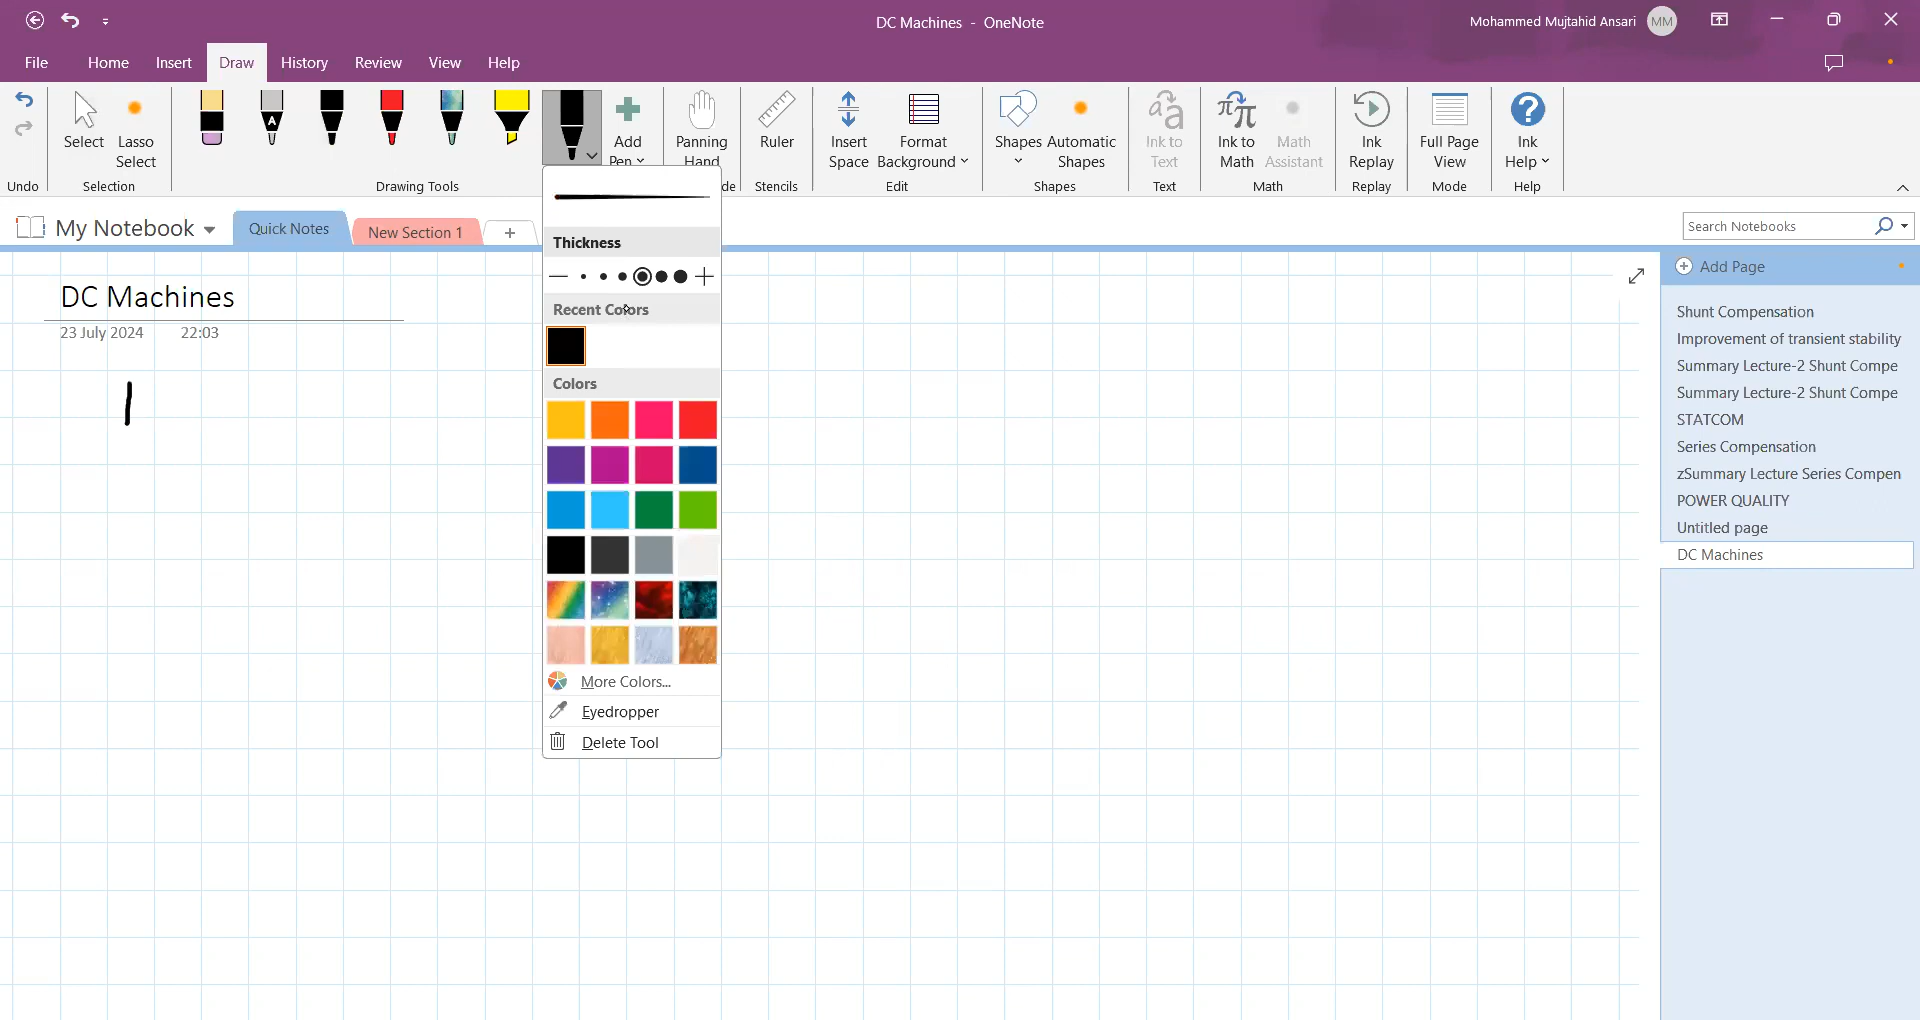 DC Machines - OneNote
Mohammed Mujtahid Ansari MM
File Home Insert Draw History Review View Help
Select
Lasso Select
Add Pen
Panning Hand
Ruler
Insert Space
Format Background
Shapes
Automatic Shapes
Ink to Text
Ink to Math
Math Assistant
Ink Replay
Full Page View
Ink Help
Undo Selection Drawing Tools de Stencils Edit Shapes Text Math Replay Mode Help
My Notebook Quick Notes New Section 1 +
Search Notebooks
DC Machines
23 July 2024 22:03
Thickness
Recent Colors
Colors
More Colors...
Eyedropper
Delete Tool
Add Page
Shunt Compensation
Improvement of transient stability
Summary Lecture-2 Shunt Compe
Summary Lecture-2 Shunt Compe
STATCOM
Series Compensation
zSummary Lecture Series Compen
POWER QUALITY
Untitled page
DC Machines